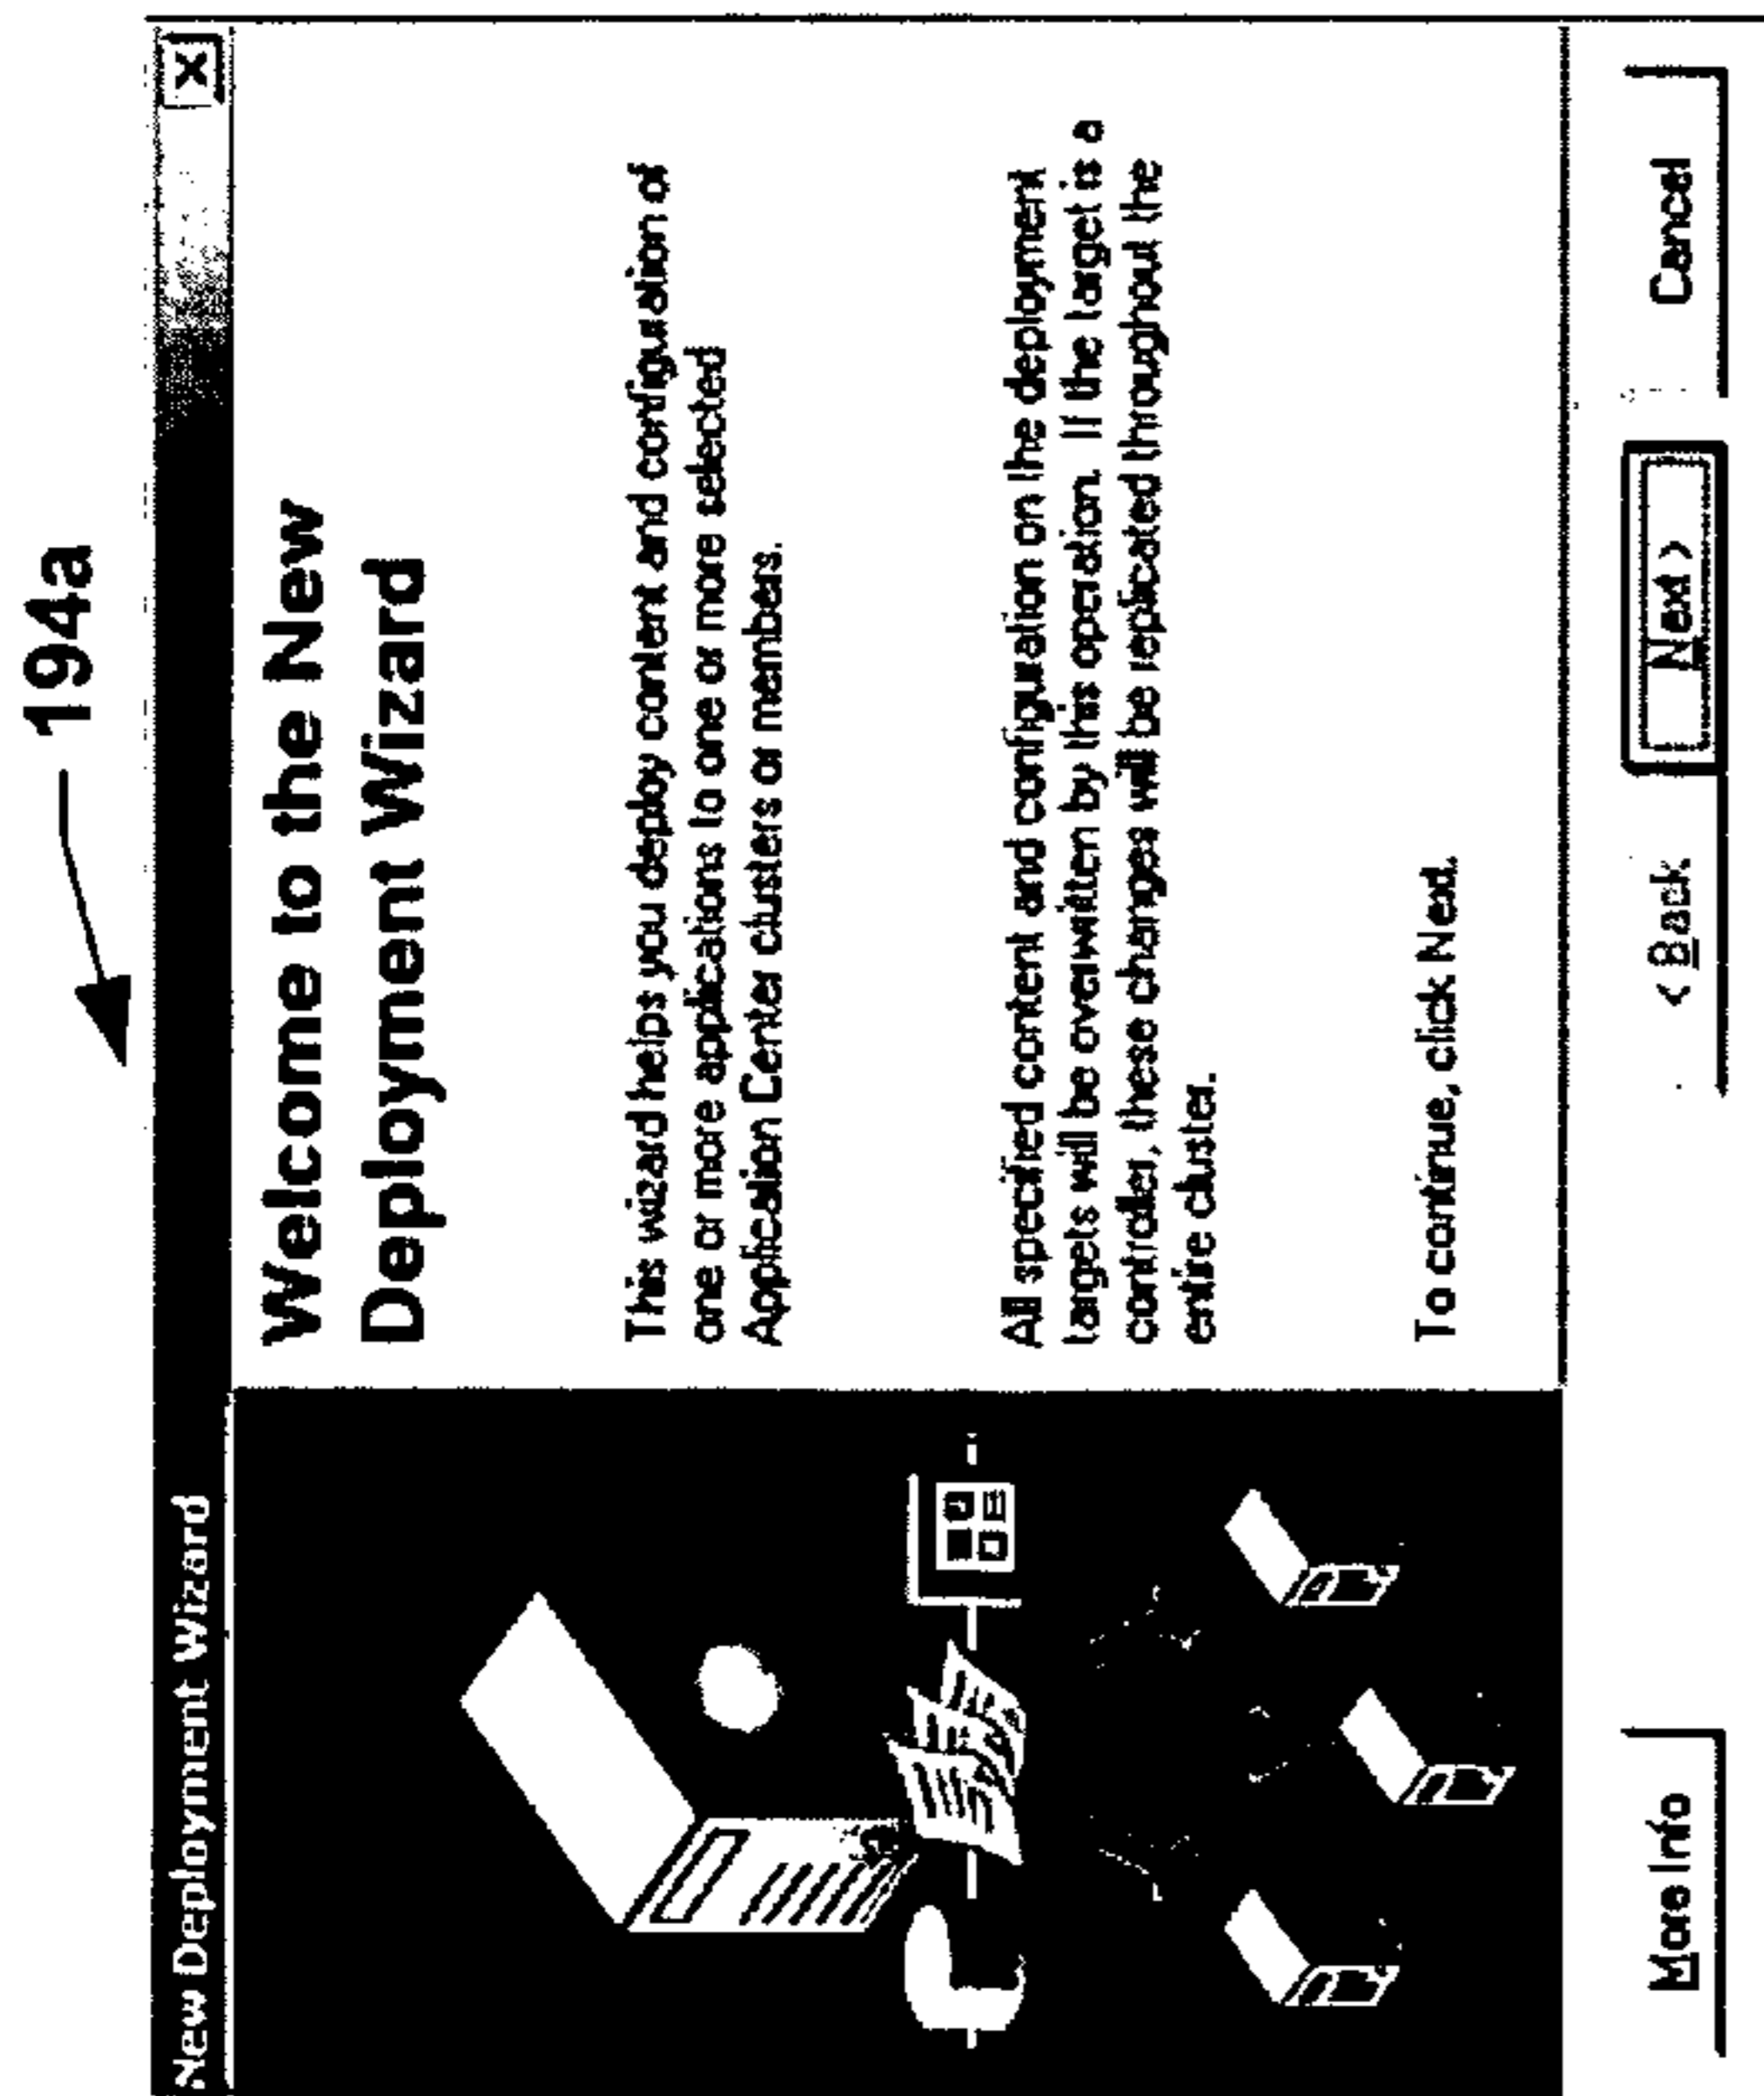 194a
New Deployment Wizard
X
Welcome to the New
Deployment Wizard
This wizard helps you deploy content and configuration of
one or more applications to one or more selected
Application Center clusters or members.
All specified content and configuration on the deployment
targets will be overwritten by this operation. If the target is a
controller, these changes will be replicated throughout the
entire cluster.
To continue, click Next.
More Info
< Back
Next >
Cancel